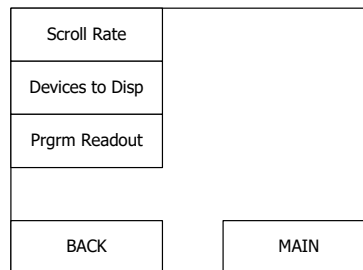 Scroll Rate
Devices to Disp
Prgrm Readout
BACK
MAIN